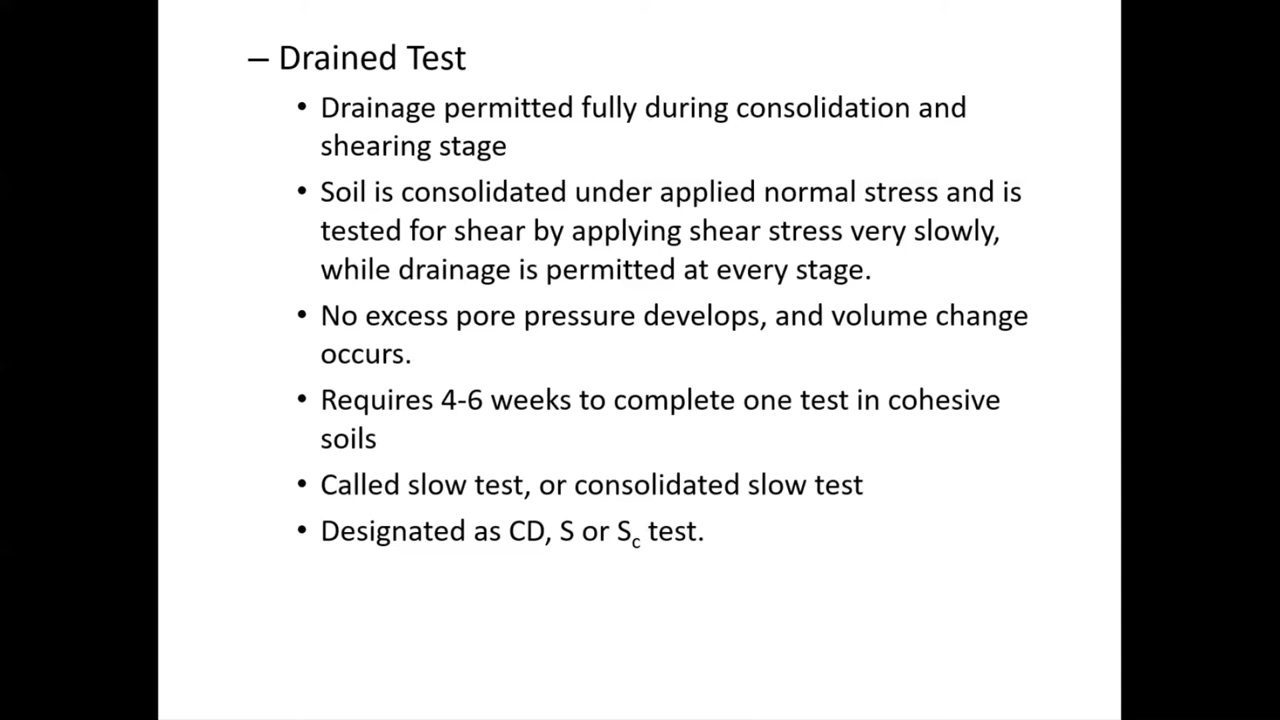 – Drained Test
• Drainage permitted fully during consolidation and
shearing stage
• Soil is consolidated under applied normal stress and is
tested for shear by applying shear stress very slowly,
while drainage is permitted at every stage.
• No excess pore pressure develops, and volume change
occurs.
• Requires 4-6 weeks to complete one test in cohesive
soils
• Called slow test, or consolidated slow test
• Designated as CD, S or Sc test.